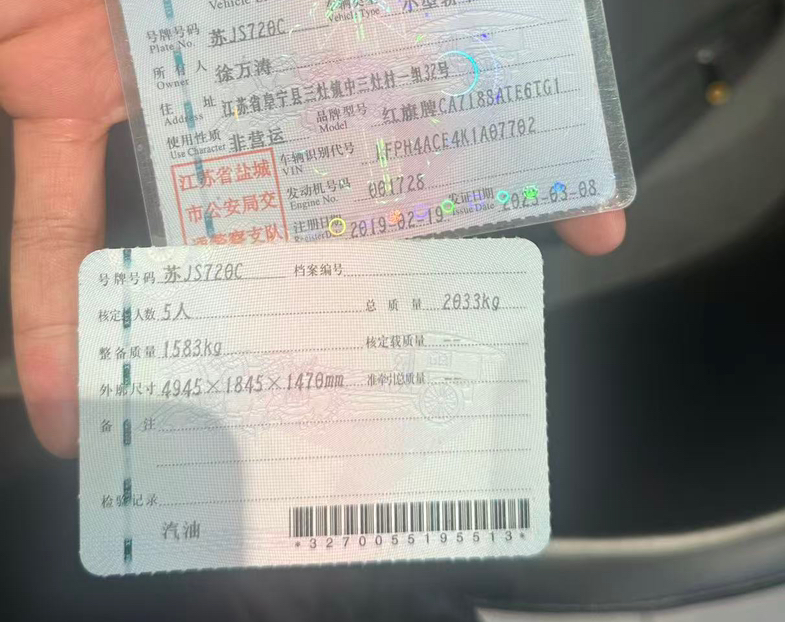 Vehicle Type 小型轿
号牌号码 苏JS720C
Plate No.
所有人 徐万涛
Owner
住址 江苏省阜宁县三灶镇中三灶村一组32号
Address
使用性质 非营运 品牌型号 红旗牌CA7188ATE6TG1
Use Character Model
江苏省盐城 车辆识别代号 LFPH4ACE4K1A07702
VIN
市公安局交 发动机号码 001728
Engine No.
通警察支队 注册日期 2019-02-19 发证日期 2023-03-08
Register Date Issue Date
号牌号码 苏JS720C 档案编号
核定载人数 5人 总质量 2033kg
整备质量 1583kg 核定载质量 --
外廓尺寸 4945×1845×1470mm 准牵引总质量 --
备注
检验记录
汽油
*3270055195513*